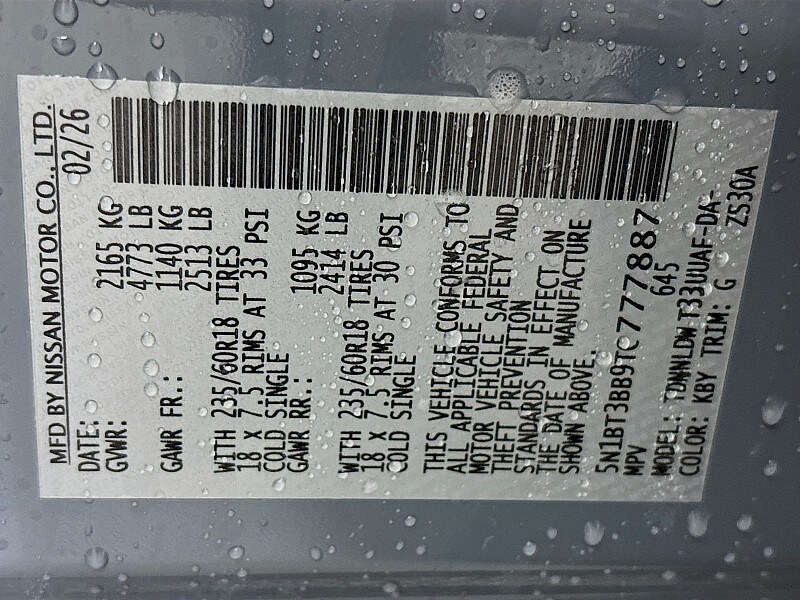 MFD BY NISSAN MOTOR CO., LTD.
DATE: 02/26
GVWR: 2165 KG
4773 LB
GAWR FR.: 1140 KG
2513 LB
WITH 235/60R18 TIRES
18 X 7.5 RIMS AT 33 PSI
COLD SINGLE
GAWR RR.: 1095 KG
2414 LB
WITH 235/60R18 TIRES
18 X 7.5 RIMS AT 30 PSI
COLD SINGLE
THIS VEHICLE CONFORMS TO
ALL APPLICABLE FEDERAL
MOTOR VEHICLE SAFETY AND
THEFT PREVENTION
STANDARDS IN EFFECT ON
THE DATE OF MANUFACTURE
SHOWN ABOVE.
5N1BT3BB9TC777887
MPV 645
MODEL: TDWNLDW T33UUAF-DA-
COLOR: KBY TRIM: G ZS30A